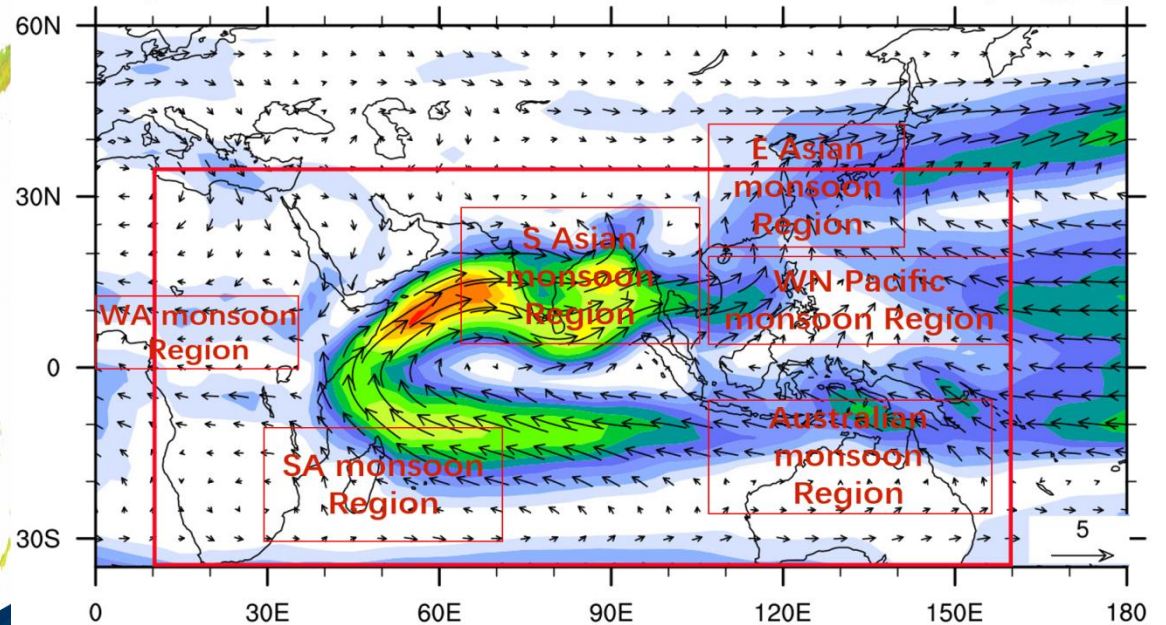 60N
30N
0
30S
E Asian
monsoon
Region
S Asian
monsoon
Region
WN Pacific
monsoon Region
WA monsoon
Region
SA monsoon
Region
Australian
monsoon
Region
5
0
30E
60E
90E
120E
150E
180